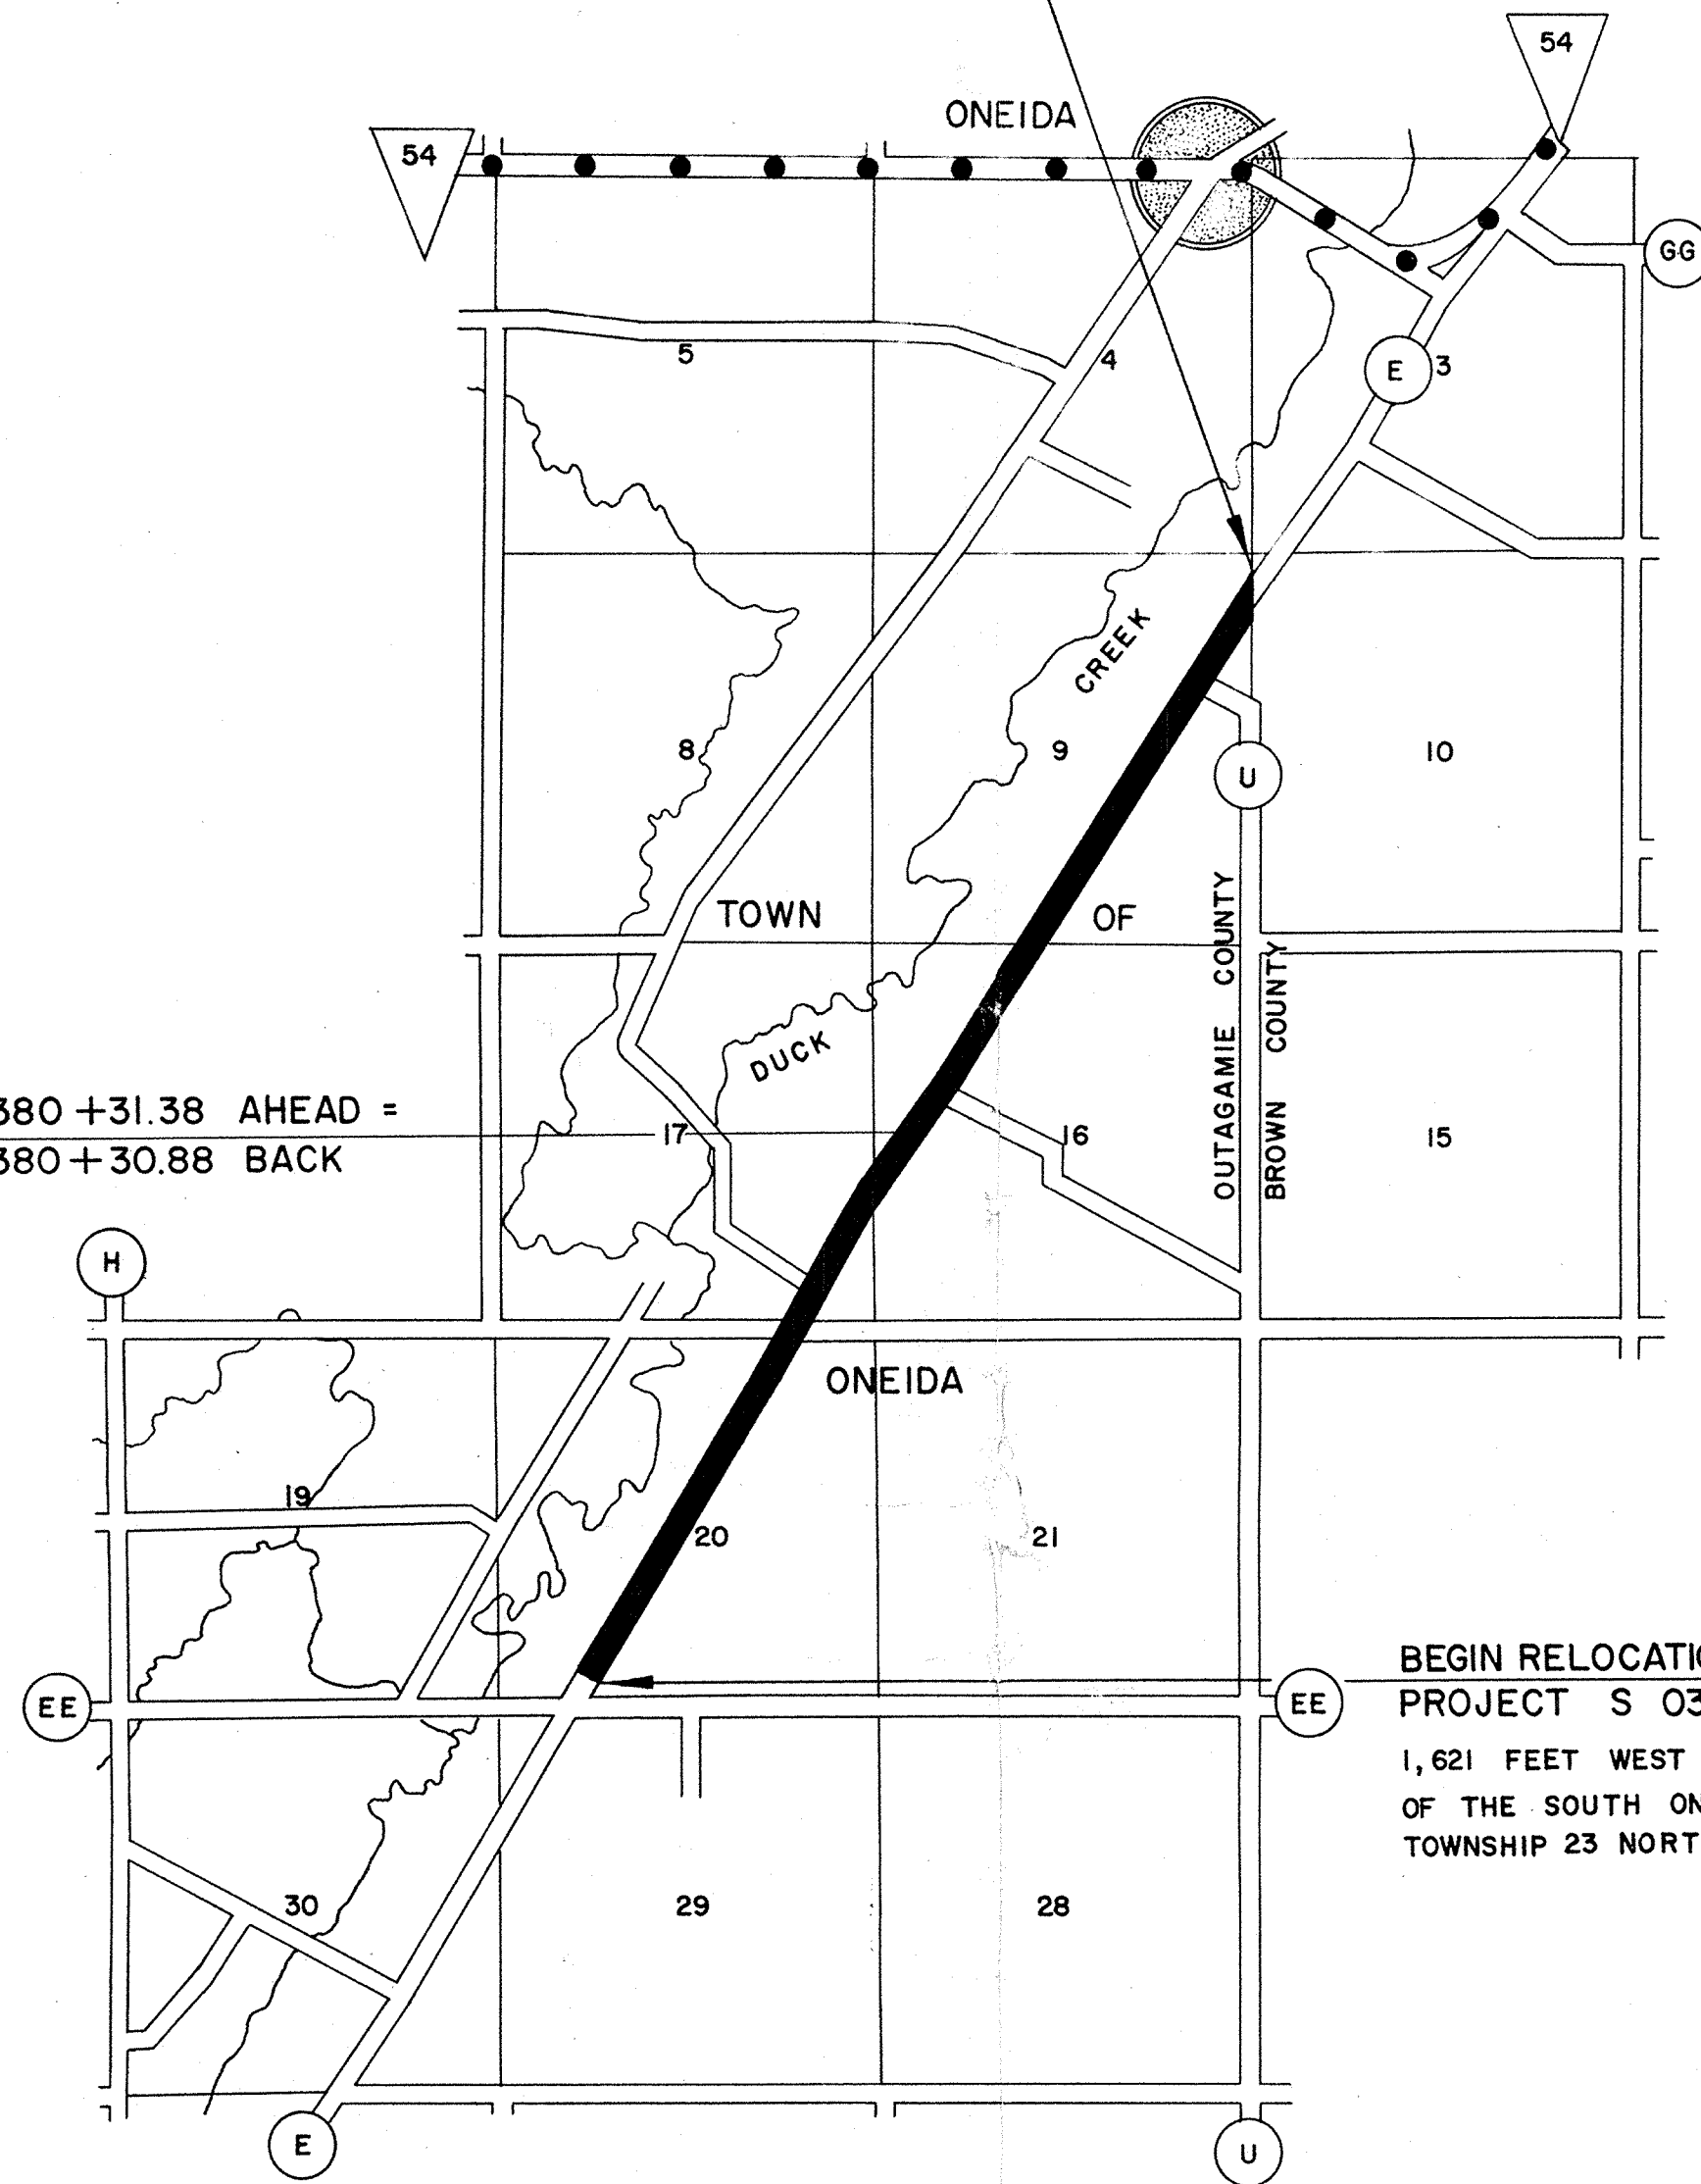 54
ONEIDA
54
GG
5
4
E
3
CREEK
8
9
U
10
TOWN OF
OUTAGAMIE COUNTY
BROWN COUNTY
DUCK
380+31.38 AHEAD =
380+30.88 BACK
17
16
15
H
ONEIDA
19
20
21
BEGIN RELOCATIO
PROJECT S 03
EE
EE
1,621 FEET WEST
OF THE SOUTH ON
TOWNSHIP 23 NORT
30
29
28
E
U